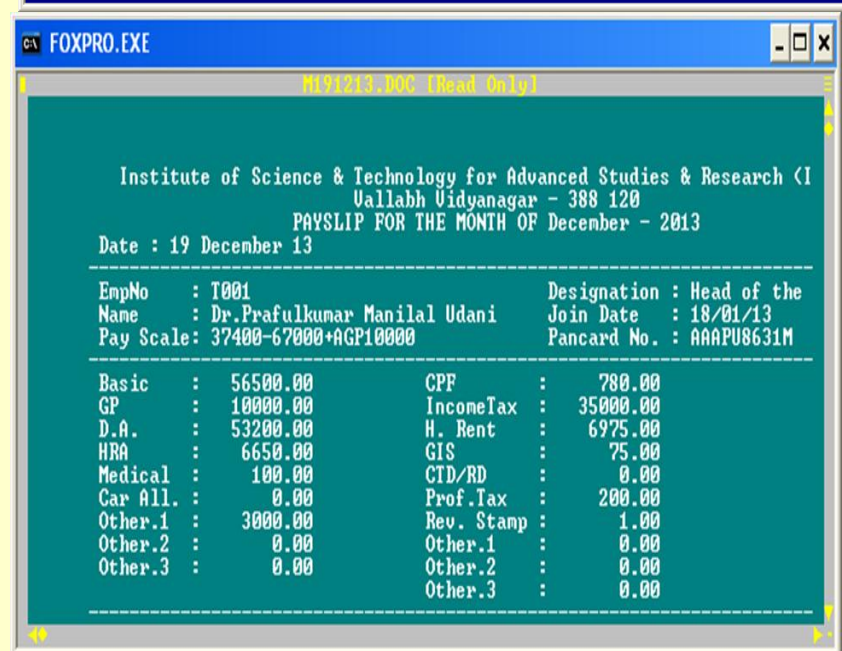 FOXPRO.EXE
M191213.DOC [Read Only]
Institute of Science & Technology for Advanced Studies & Research (I
Vallabh Vidyanagar - 388 120
PAYSLIP FOR THE MONTH OF December - 2013
Date : 19 December 13
EmpNo : T001 Designation : Head of the
Name : Dr.Prafulkumar Manilal Udani Join Date : 18/01/13
Pay Scale: 37400-67000+AGP10000 Pancard No. : AAAPU8631M
Basic : 56500.00 CPF : 780.00
GP : 10000.00 IncomeTax : 35000.00
D.A. : 53200.00 H. Rent : 6975.00
HRA : 6650.00 GIS : 75.00
Medical : 100.00 CTD/RD : 0.00
Car All. : 0.00 Prof.Tax : 200.00
Other.1 : 3000.00 Rev. Stamp : 1.00
Other.2 : 0.00 Other.1 : 0.00
Other.3 : 0.00 Other.2 : 0.00
Other.3 : 0.00